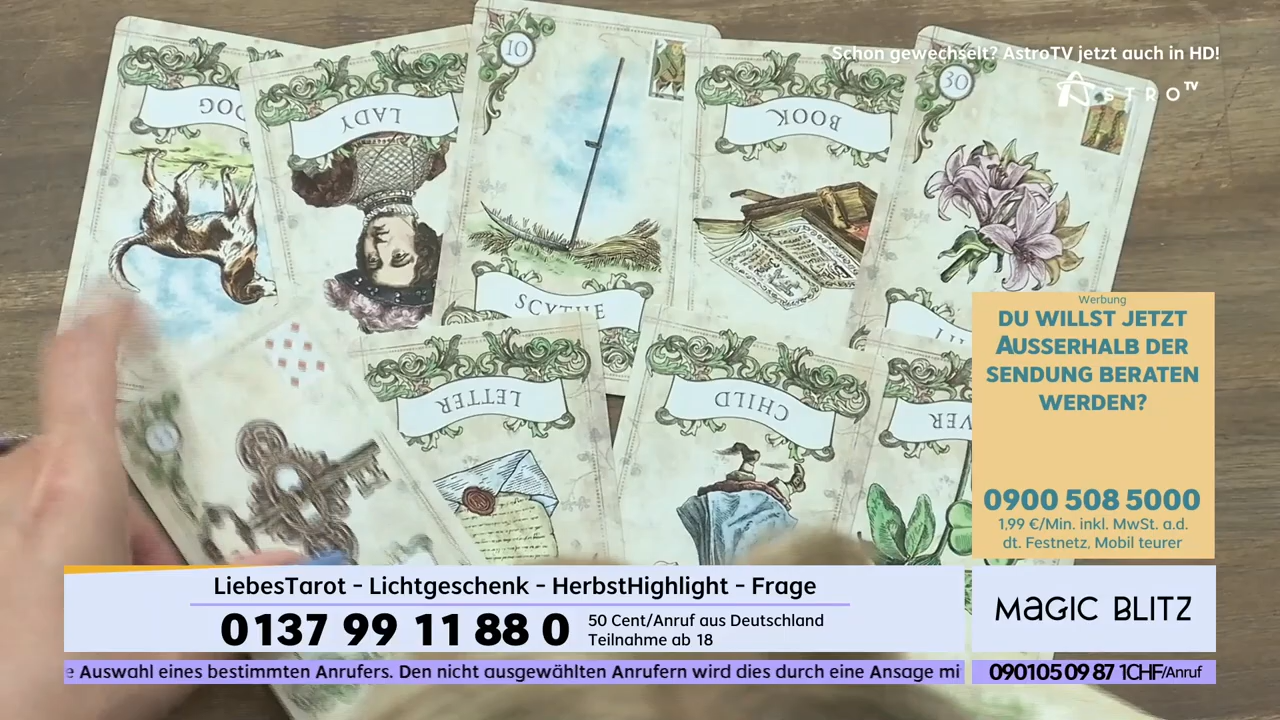 10
30
Schon gewechselt? AstroTV jetzt auch in HD!
ASTRO TV
DOG
LADY
BOOK
SCYTHE
LETTER
CHILD
Werbung
DU WILLST JETZT
AUSSERHALB DER
SENDUNG BERATEN
WERDEN?
0900 508 5000
1,99 €/Min. inkl. MwSt. a.d.
dt. Festnetz, Mobil teurer
LiebesTarot - Lichtgeschenk - HerbstHighlight - Frage
0137 99 11 88 0
50 Cent/Anruf aus Deutschland
Teilnahme ab 18
MAGIC BLITZ
e Auswahl eines bestimmten Anrufers. Den nicht ausgewählten Anrufern wird dies durch eine Ansage mi
090105 09 87 1CHF/Anruf